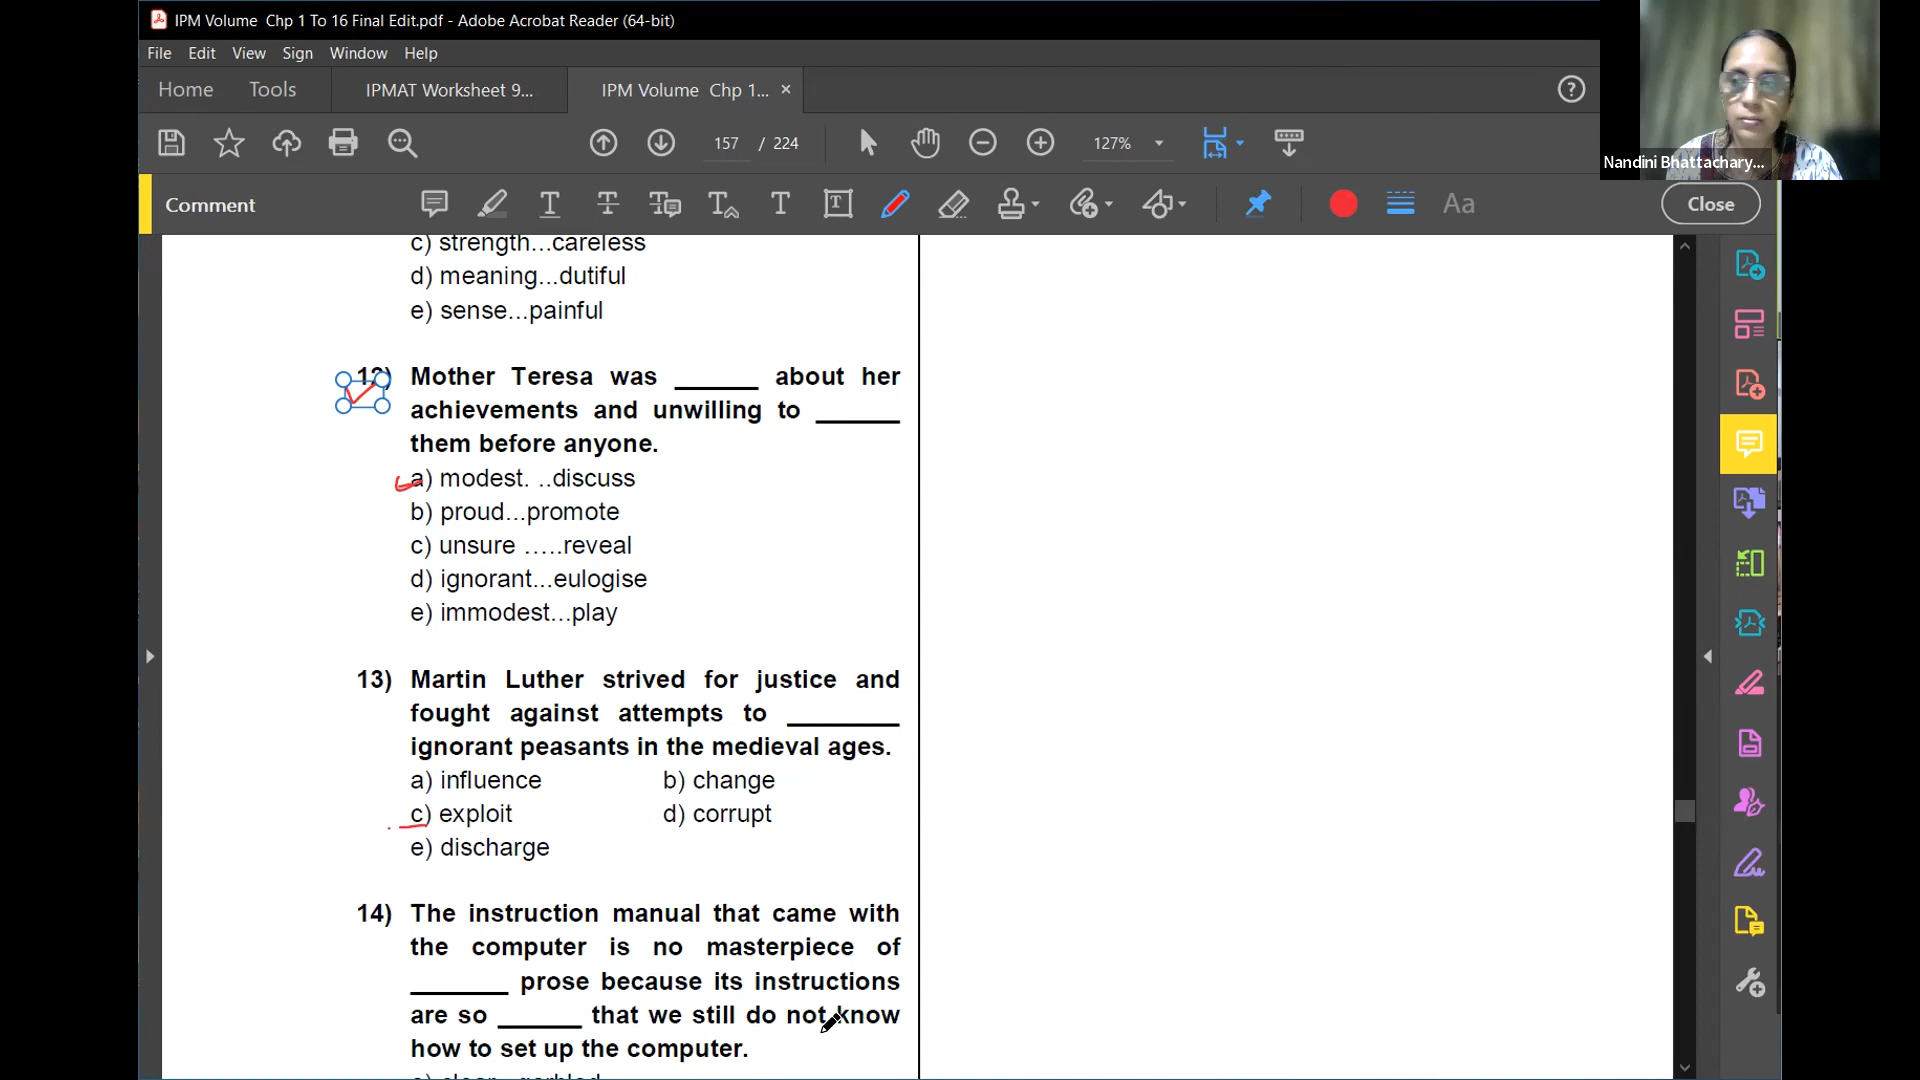 IPM Volume  Chp 1 To 16 Final Edit.pdf - Adobe Acrobat Reader (64-bit)
File Edit View Window Sign Help
Home Tools IPMAT Worksheet 9... IPM Volume  Chp 1... ×
157 / 224 127%
Nandini Bhattachary...
Comment Aa Close
c) strength...careless
d) meaning...dutiful
e) sense...painful
12) Mother Teresa was ______ about her
achievements and unwilling to ______
them before anyone.
a) modest. ..discuss
b) proud...promote
c) unsure …..reveal
d) ignorant...eulogise
e) immodest...play
13) Martin Luther strived for justice and
fought against attempts to ________
ignorant peasants in the medieval ages.
a) influence b) change
c) exploit d) corrupt
e) discharge
14) The instruction manual that came with
the computer is no masterpiece of
_______ prose because its instructions
are so ______ that we still do not know
how to set up the computer.